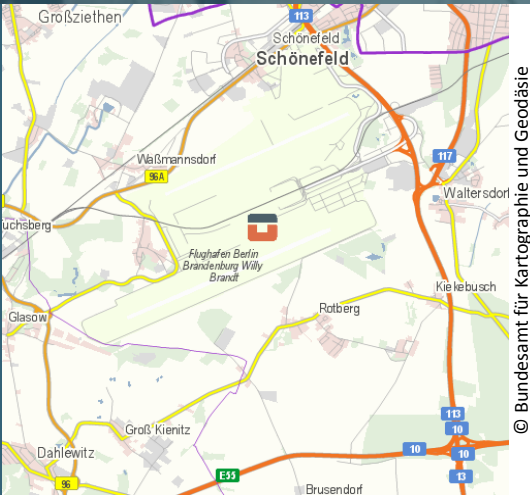 Großziethen
113
Schönefeld
Schönefeld
Waßmannsdorf
96A
117
Waltersdorf
uchsberg
Flughafen Berlin
Brandenburg Willy
Brandt
Kiekebusch
Rotberg
Glasow
113
Groß Kienitz
10
10
10
Dahlewitz
E55
13
96
Brusendorf
© Bundesamt für Kartographie und Geodäsie